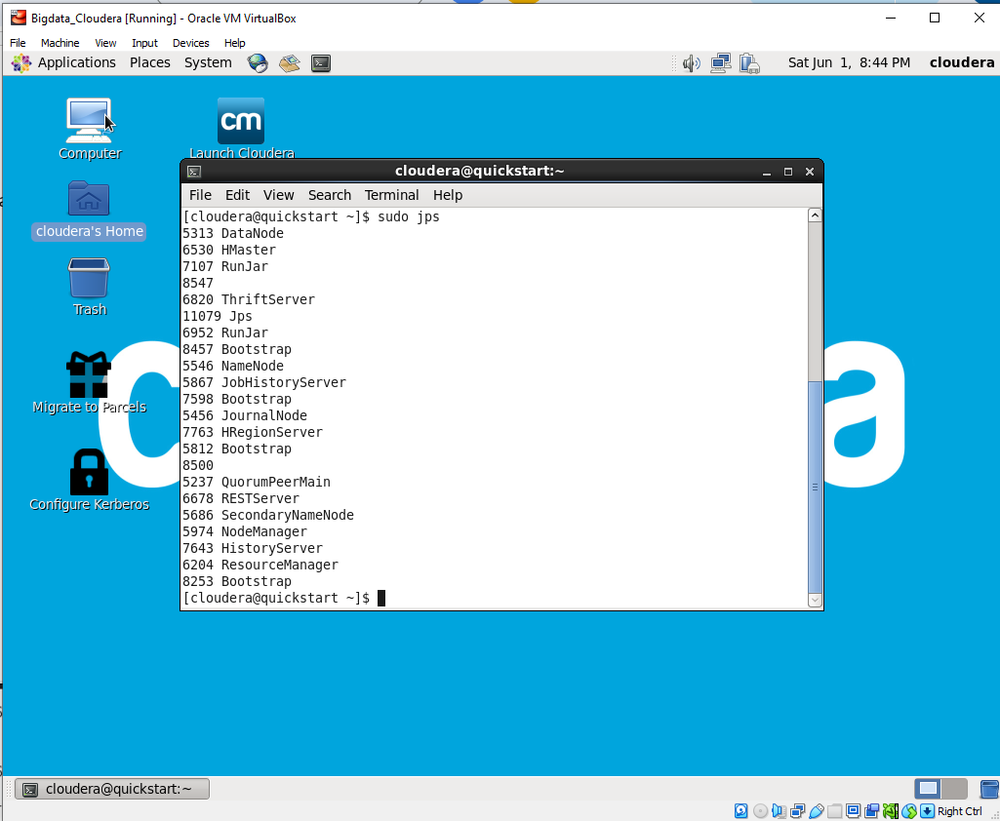 Bigdata_Cloudera [Running] - Oracle VM VirtualBox
File Machine View Input Devices Help
Applications Places System Sat Jun 1, 8:44 PM cloudera
Computer
cm
Launch Cloudera
cloudera's Home
Trash
Migrate to Parcels
Configure Kerberos
cloudera@quickstart:~
File Edit View Search Terminal Help
[cloudera@quickstart ~]$ sudo jps
5313 DataNode
6530 HMaster
7107 RunJar
8547
6820 ThriftServer
11079 Jps
6952 RunJar
8457 Bootstrap
5546 NameNode
5867 JobHistoryServer
7598 Bootstrap
5456 JournalNode
7763 HRegionServer
5812 Bootstrap
8500
5237 QuorumPeerMain
6678 RESTServer
5686 SecondaryNameNode
5974 NodeManager
7643 HistoryServer
6204 ResourceManager
8253 Bootstrap
[cloudera@quickstart ~]$
c a
cloudera@quickstart:~
Right Ctrl